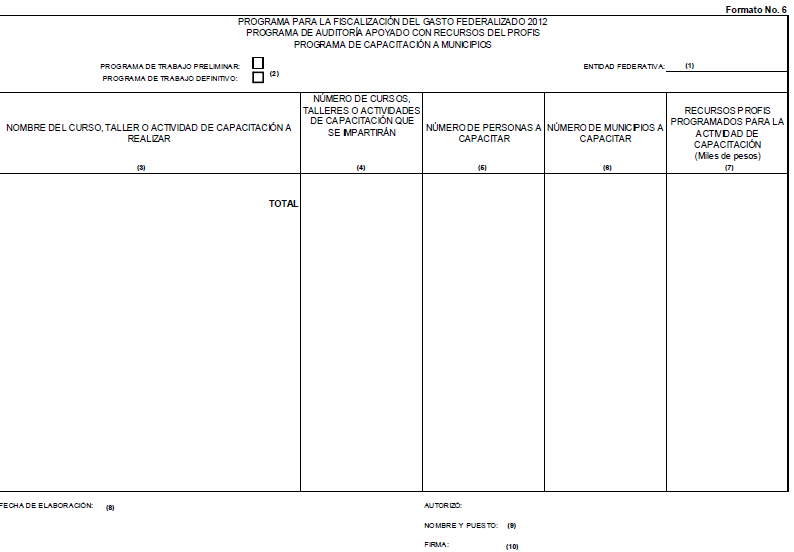 Formato No. 6
PROGRAMA PARA LA FISCALIZACIÓN DEL GASTO FEDERALIZADO 2012
PROGRAMA DE AUDITORÍA APOYADO CON RECURSOS DEL PROFIS
PROGRAMA DE CAPACITACIÓN A MUNICIPIOS
PROGRAMA DE TRABAJO PRELIMINAR:
PROGRAMA DE TRABAJO DEFINITIVO:
(2)
ENTIDAD FEDERATIVA: (1)
NOMBRE DEL CURSO, TALLER O ACTIVIDAD DE CAPACITACIÓN A
REALIZAR
(3)
NÚMERO DE CURSOS,
TALLERES O ACTIVIDADES
DE CAPACITACIÓN QUE
SE IMPARTIRÁN
(4)
NÚMERO DE PERSONAS A
CAPACITAR
(5)
NÚMERO DE MUNICIPIOS A
CAPACITAR
(6)
RECURSOS PROFIS
PROGRAMADOS PARA LA
ACTIVIDAD DE
CAPACITACIÓN
(Miles de pesos)
(7)
TOTAL
FECHA DE ELABORACIÓN: (8)
AUTORIZÓ:
NOMBRE Y PUESTO: (9)
FIRMA: (10)